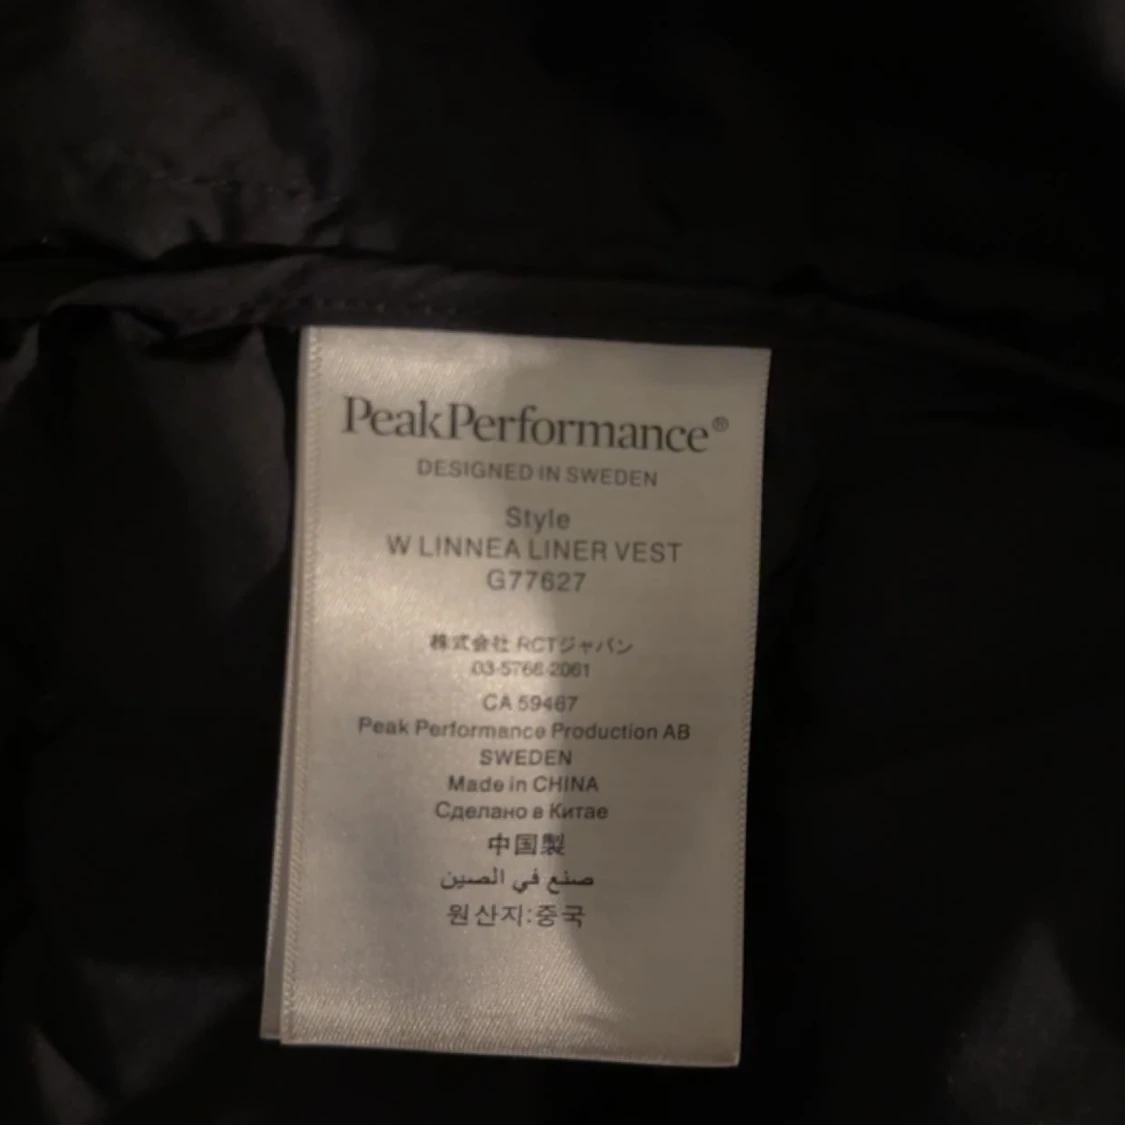 PeakPerformance®
DESIGNED IN SWEDEN
Style
W LINNEA LINER VEST
G77627
株式会社 RCTジャパン
03-5766-2061
CA 59467
Peak Performance Production AB
SWEDEN
Made in CHINA
Сделано в Китае
中国製
صنع في الصين
원산지:중국